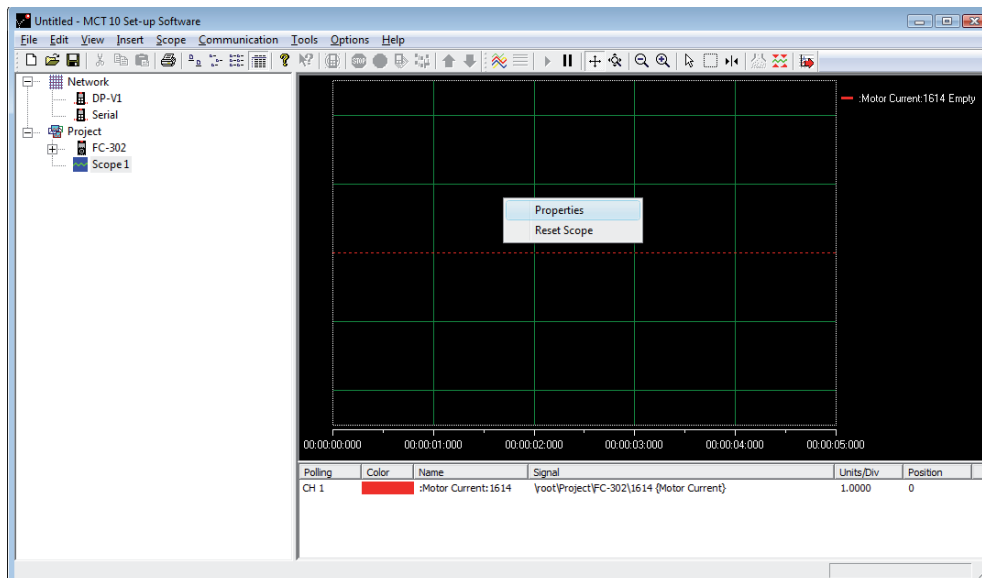 Untitled - MCT 10 Set-up Software
File Edit View Insert Scope Communication Tools Options Help
Network
DP-V1
Serial
Project
FC-302
Scope1
:Motor Current:1614 Empty
Properties
Reset Scope
00:00:00:000 00:00:01:000 00:00:02:000 00:00:03:000 00:00:04:000 00:00:05:000
Polling Color Name Signal Units/Div Position
CH 1 :Motor Current:1614 \root\Project\FC-302\1614 {Motor Current} 1.0000 0